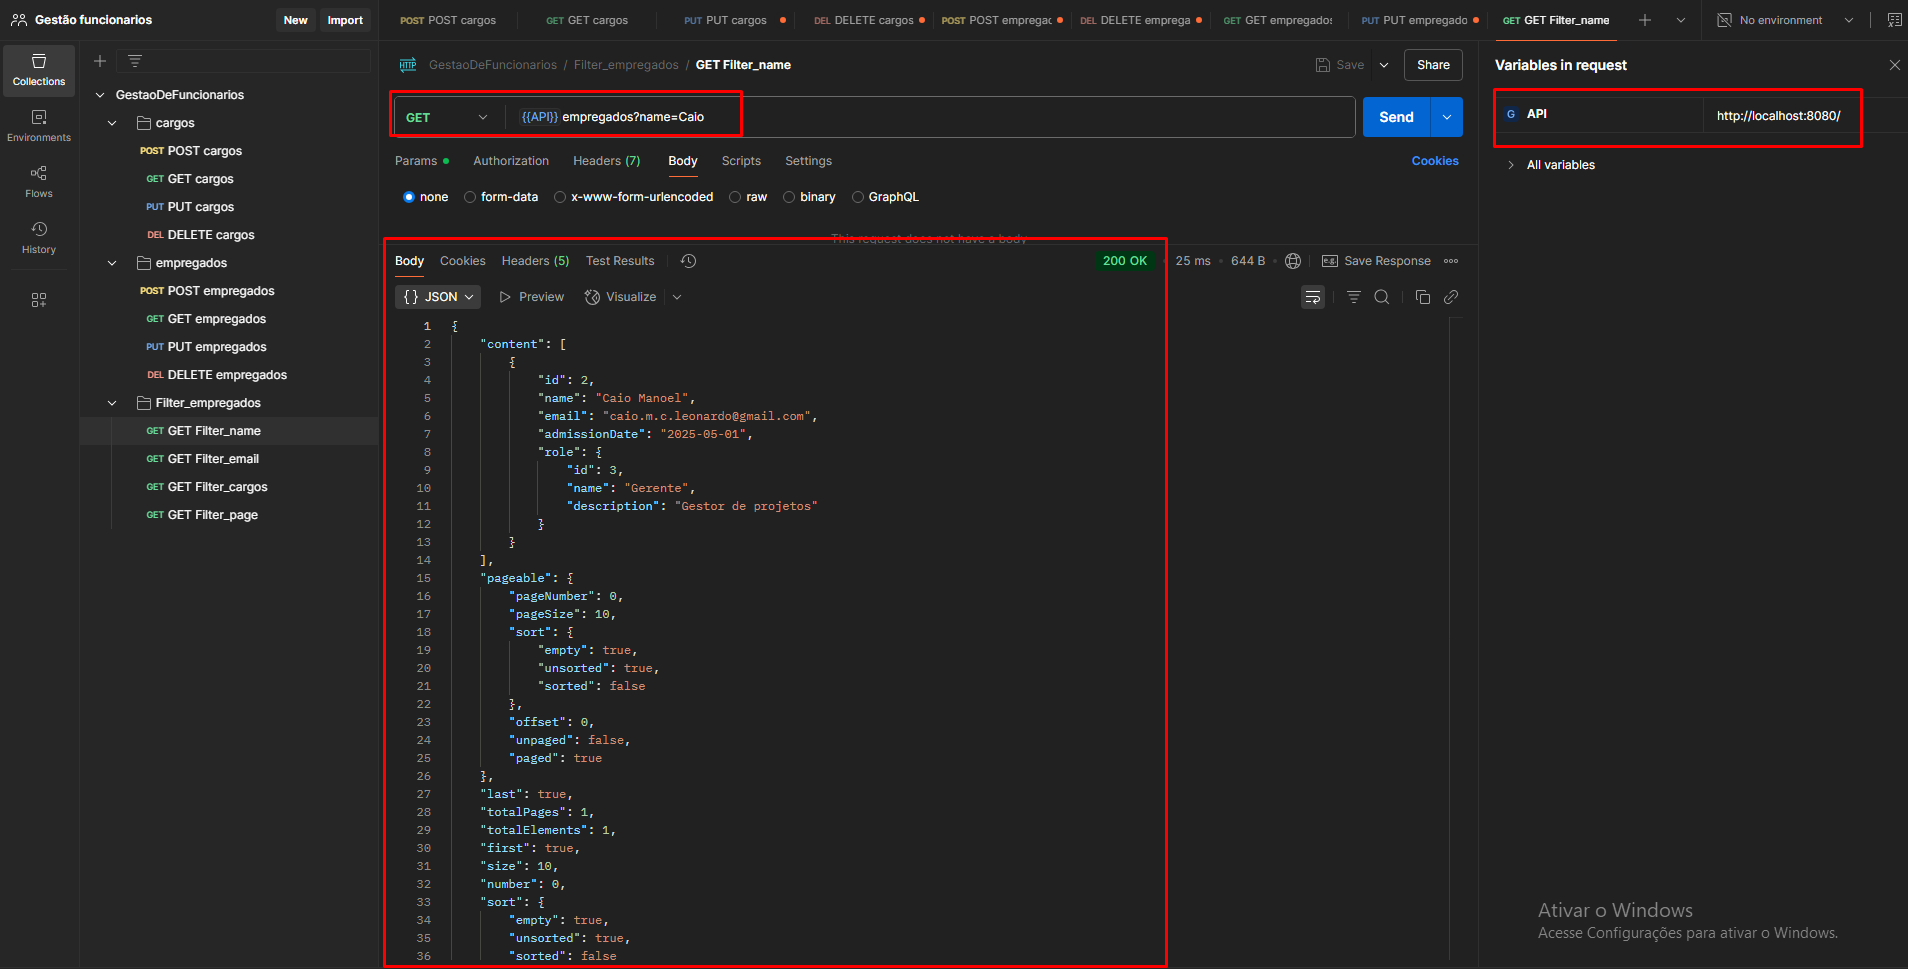 Gestão funcionarios
New
Import
POST POST cargos
GET GET cargos
PUT PUT cargos
DEL DELETE cargos
POST POST empregac
DEL DELETE emprega
GET GET empregados
PUT PUT empregado
GET GET Filter_name
No environment
Collections
Environments
Flows
History
GestaoDeFuncionarios
cargos
POST POST cargos
GET GET cargos
PUT PUT cargos
DEL DELETE cargos
empregados
POST POST empregados
GET GET empregados
PUT PUT empregados
DEL DELETE empregados
Filter_empregados
GET GET Filter_name
GET GET Filter_email
GET GET Filter_cargos
GET GET Filter_page
HTTP GestaoDeFuncionarios / Filter_empregados / GET Filter_name
Save
Share
GET
{{API}} empregados?name=Caio
Send
Params
Authorization
Headers (7)
Body
Scripts
Settings
Cookies
none
form-data
x-www-form-urlencoded
raw
binary
GraphQL
This request does not have a body
Body
Cookies
Headers (5)
Test Results
200 OK
25 ms
644 B
e.g. Save Response
{} JSON
Preview
Visualize
1 {
2 "content": [
3 {
4 "id": 2,
5 "name": "Caio Manoel",
6 "email": "caio.m.c.leonardo@gmail.com",
7 "admissionDate": "2025-05-01",
8 "role": {
9 "id": 3,
10 "name": "Gerente",
11 "description": "Gestor de projetos"
12 }
13 }
14 ],
15 "pageable": {
16 "pageNumber": 0,
17 "pageSize": 10,
18 "sort": {
19 "empty": true,
20 "unsorted": true,
21 "sorted": false
22 },
23 "offset": 0,
24 "unpaged": false,
25 "paged": true
26 },
27 "last": true,
28 "totalPages": 1,
29 "totalElements": 1,
30 "first": true,
31 "size": 10,
32 "number": 0,
33 "sort": {
34 "empty": true,
35 "unsorted": true,
36 "sorted": false
Variables in request
G API
http://localhost:8080/
All variables
Ativar o Windows
Acesse Configurações para ativar o Windows.